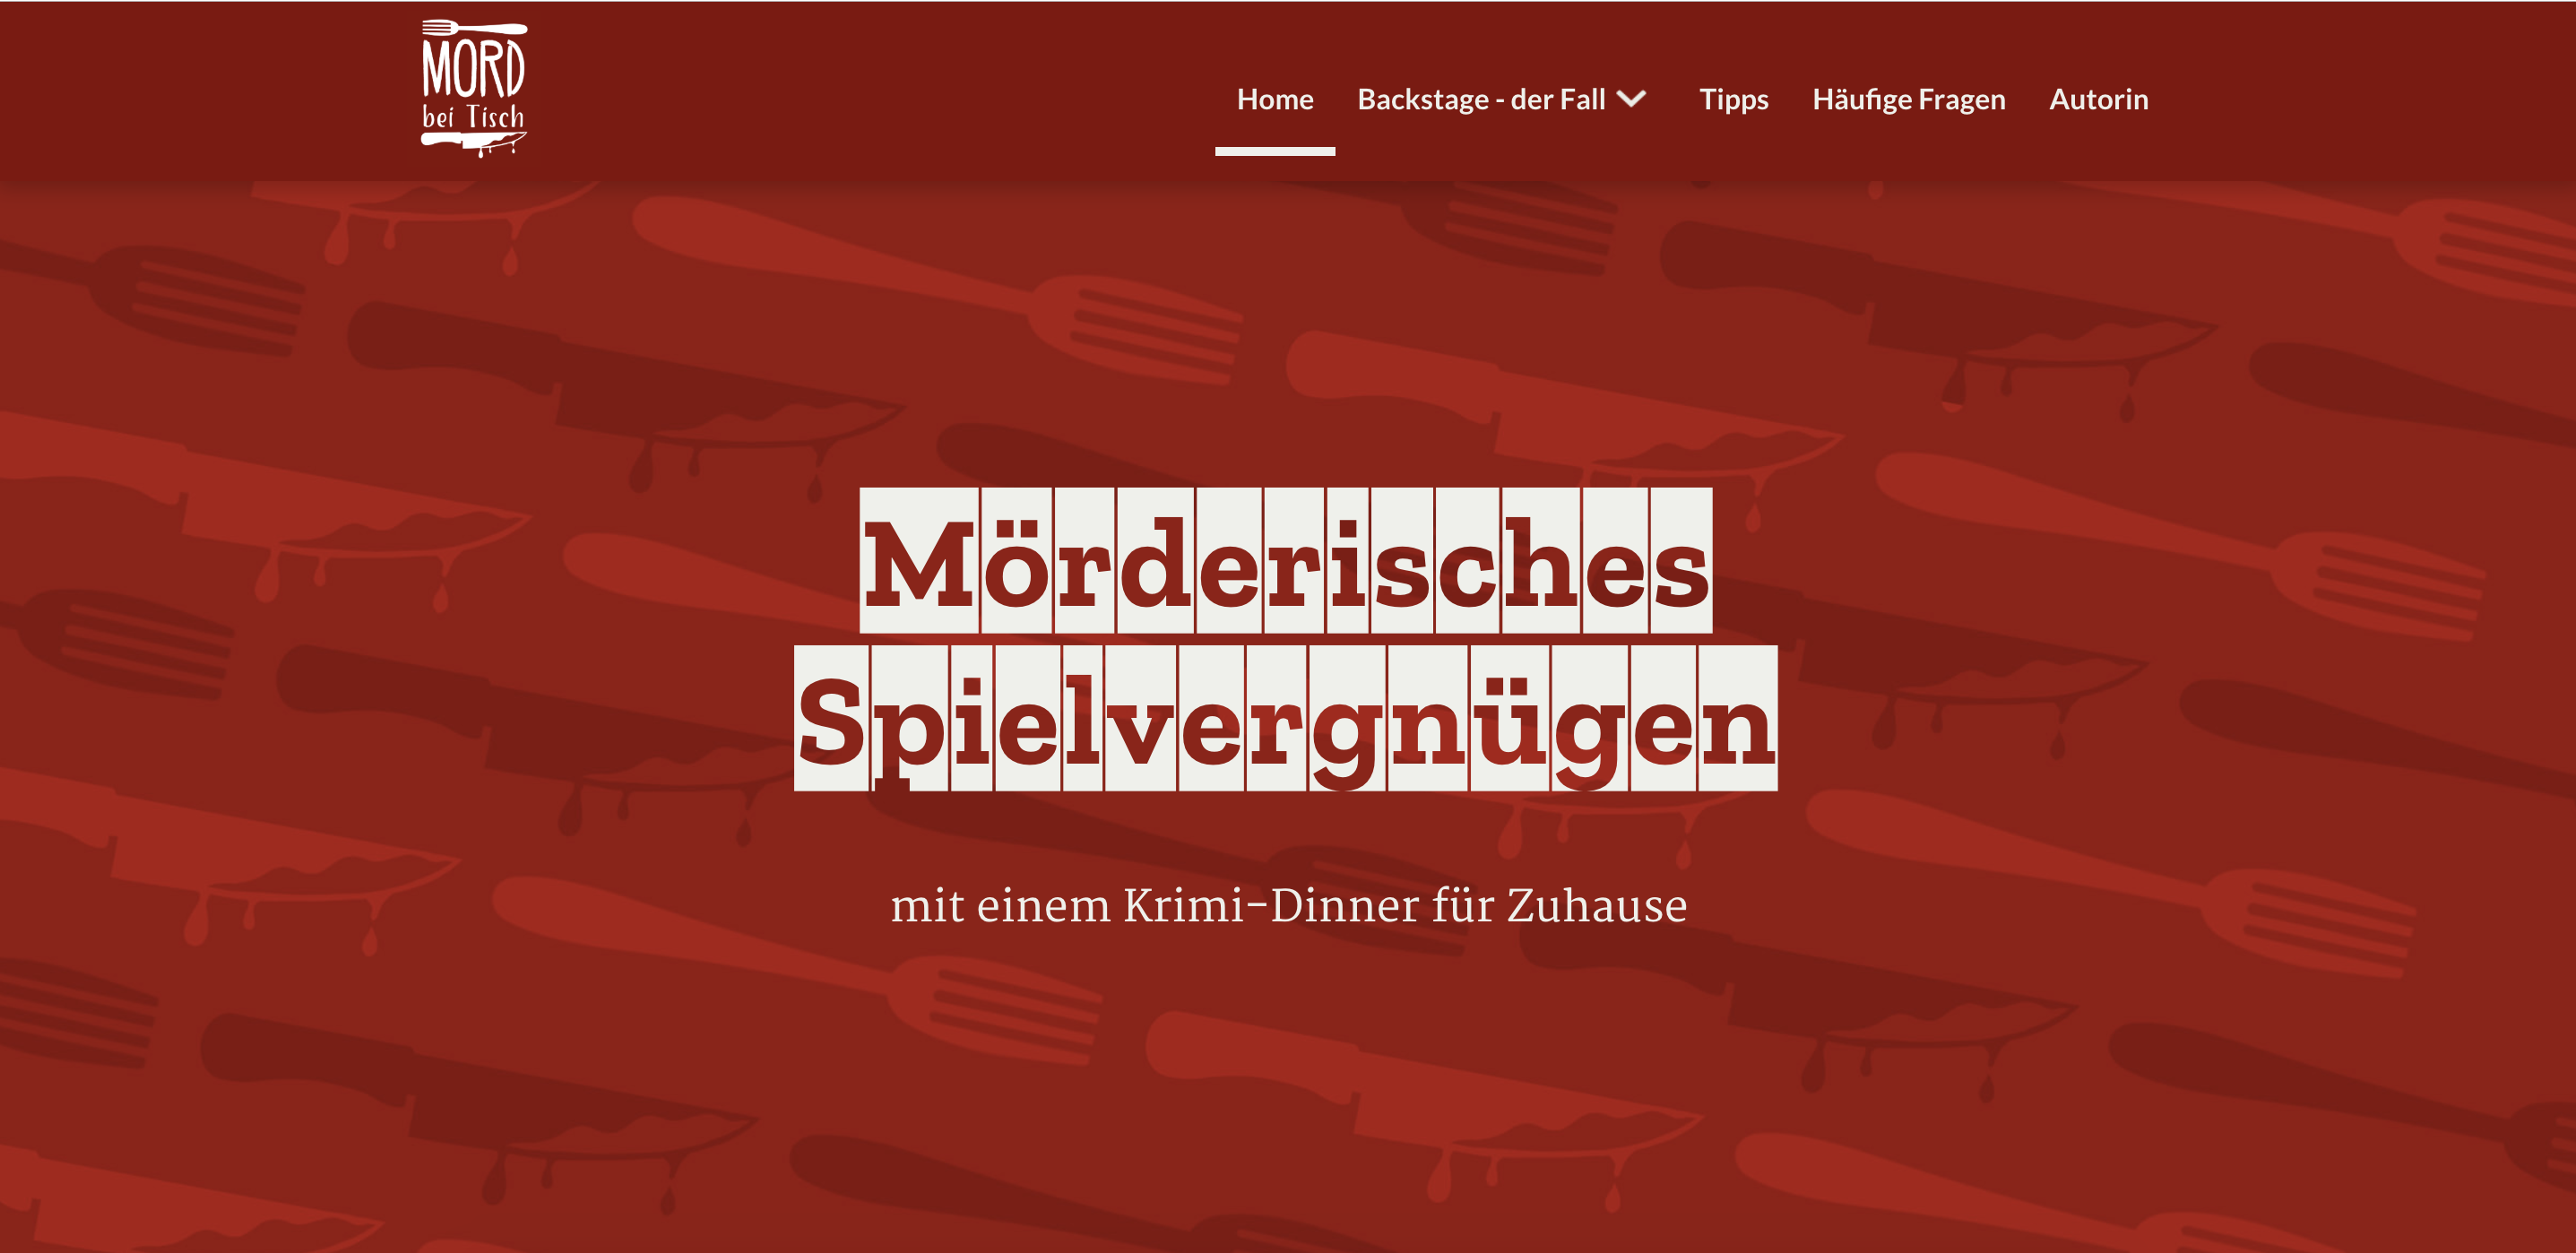 MORD
bei Tisch
Home
Backstage - der Fall
Tipps
Häufige Fragen
Autorin
Mörderisches
Spielvergnügen
mit einem Krimi-Dinner für Zuhause